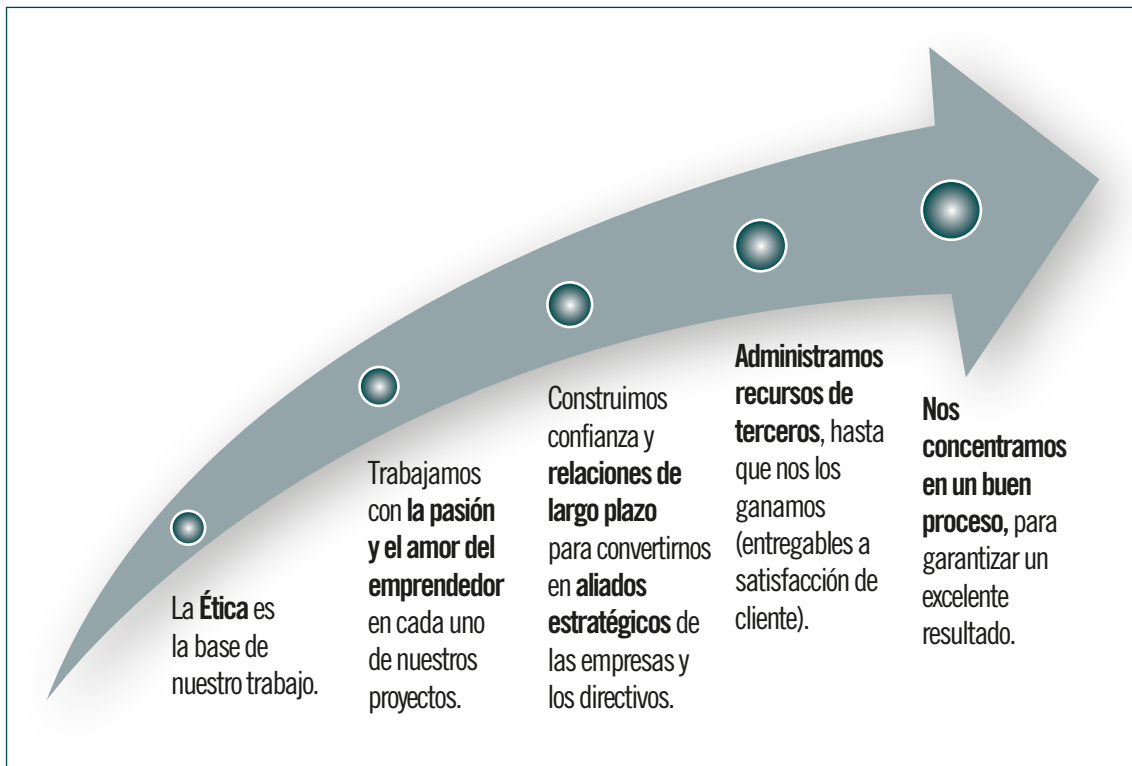 La Ética es
la base de
nuestro trabajo.
Trabajamos
con la pasión
y el amor del
emprendedor
en cada uno
de nuestros
proyectos.
Construimos
confianza y
relaciones de
largo plazo
para convertirnos
en aliados
estratégicos de
las empresas y
los directivos.
Administramos
recursos de
terceros, hasta
que nos los
ganamos
(entregables a
satisfacción de
cliente).
Nos
concentramos
en un buen
proceso, para
garantizar un
excelente
resultado.